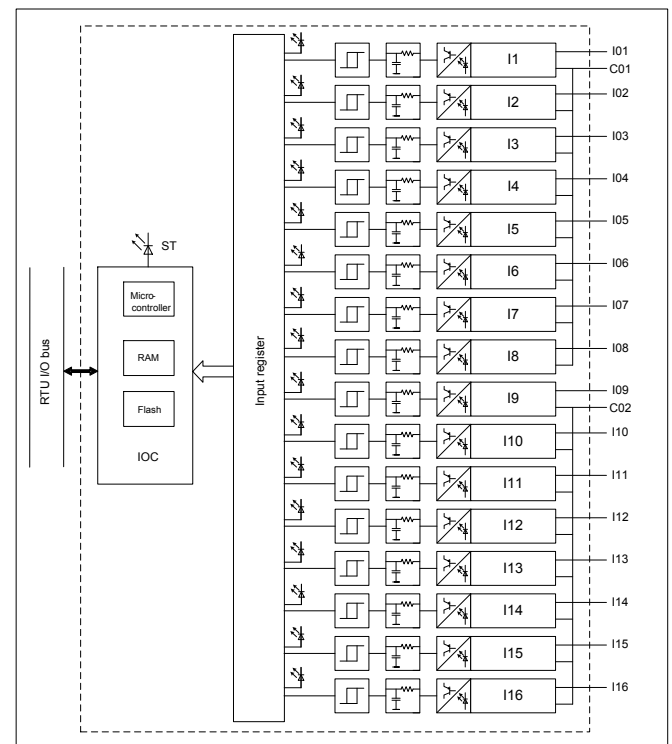 I1
I01
C01
I2
I02
I3
I03
I4
I04
I5
I05
I6
I06
I7
I07
I8
I08
I9
I09
C02
I10
I10
I11
I11
I12
I12
I13
I13
I14
I14
I15
I15
I16
I16
ST
Micro-
controller
RAM
Flash
IOC
RTU I/O bus
Input register